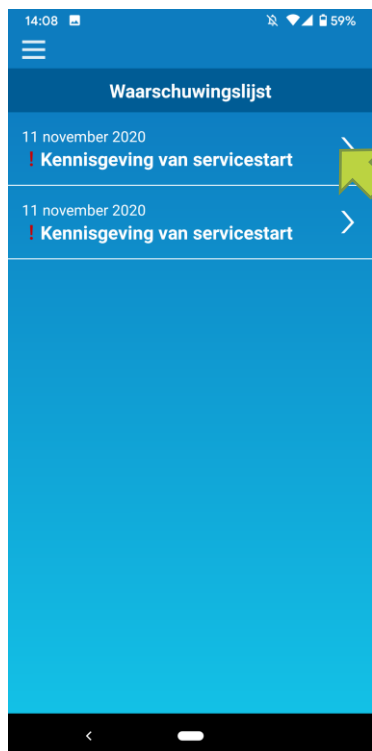 14:08 59%
Waarschuwingslijst
11 november 2020
! Kennisgeving van servicestart
11 november 2020
! Kennisgeving van servicestart